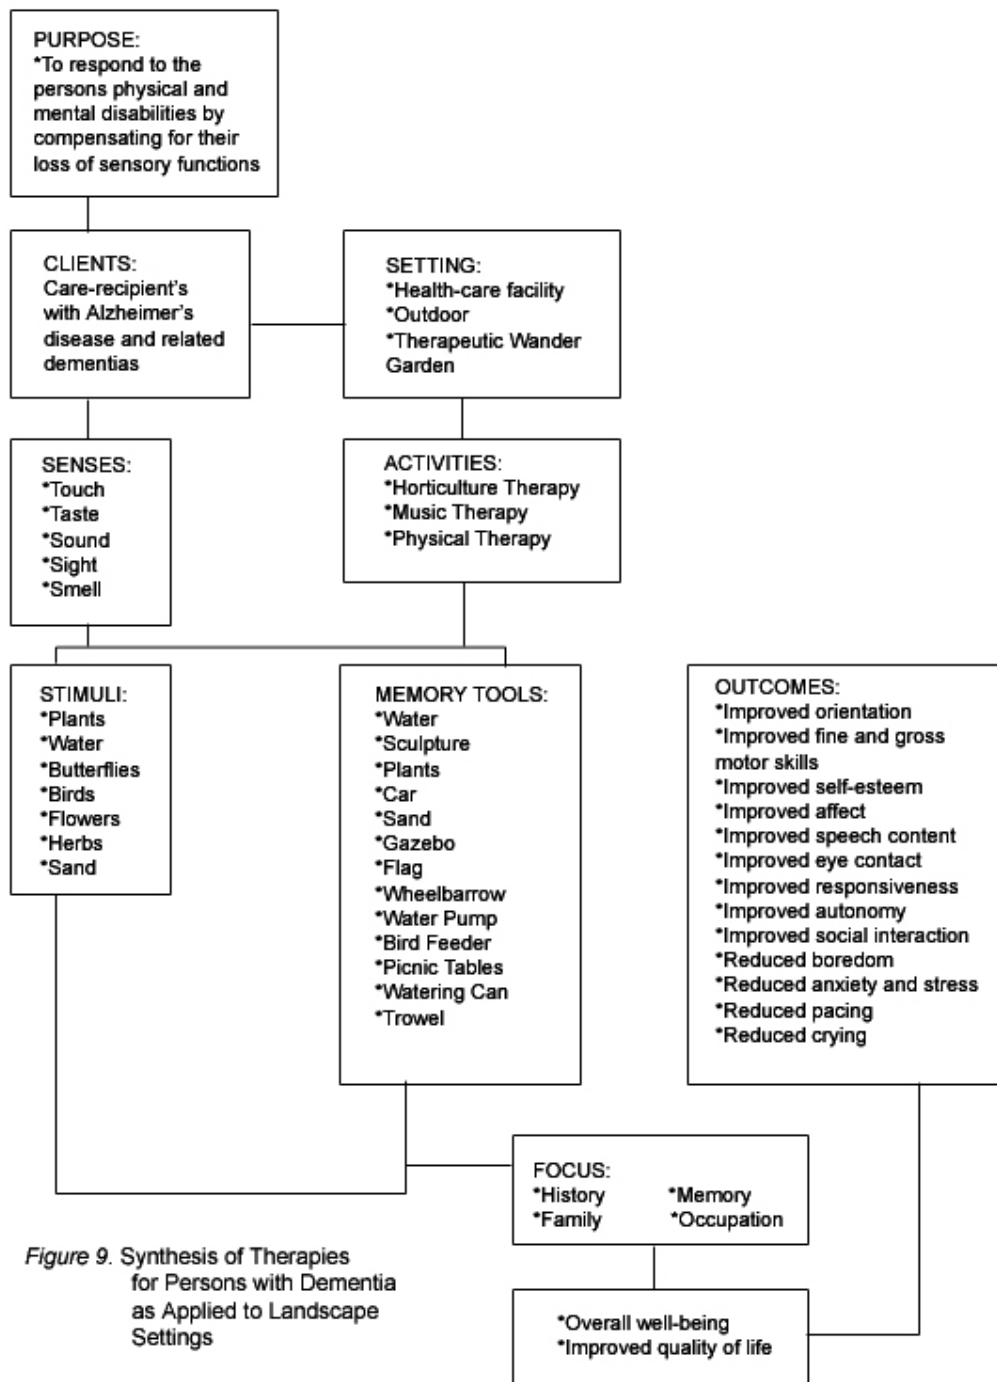 PURPOSE:
*To respond to the
persons physical and
mental disabilities by
compensating for their
loss of sensory functions
CLIENTS:
Care-recipient's
with Alzheimer's
disease and related
dementias
SETTING:
*Health-care facility
*Outdoor
*Therapeutic Wander
Garden
SENSES:
*Touch
*Taste
*Sound
*Sight
*Smell
ACTIVITIES:
*Horticulture Therapy
*Music Therapy
*Physical Therapy
STIMULI:
*Plants
*Water
*Butterflies
*Birds
*Flowers
*Herbs
*Sand
MEMORY TOOLS:
*Water
*Sculpture
*Plants
*Car
*Sand
*Gazebo
*Flag
*Wheelbarrow
*Water Pump
*Bird Feeder
*Picnic Tables
*Watering Can
*Trowel
OUTCOMES:
*Improved orientation
*Improved fine and gross
motor skills
*Improved self-esteem
*Improved affect
*Improved speech content
*Improved eye contact
*Improved responsiveness
*Improved autonomy
*Improved social interaction
*Reduced boredom
*Reduced anxiety and stress
*Reduced pacing
*Reduced crying
FOCUS:
*History *Memory
*Family *Occupation
*Overall well-being
*Improved quality of life
Figure 9. Synthesis of Therapies
for Persons with Dementia
as Applied to Landscape
Settings